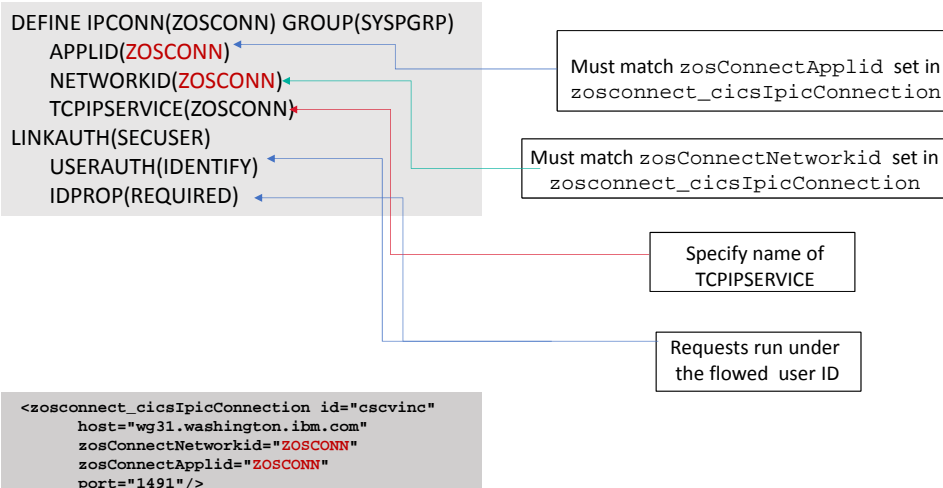 DEFINE IPCONN(ZOSCONN) GROUP(SYSPGRP)
APPLID(ZOSCONN)
NETWORKID(ZOSCONN)
TCPIPSERVICE(ZOSCONN)
LINKAUTH(SECUSER)
USERAUTH(IDENTIFY)
IDPROP(REQUIRED)
Must match zosConnectApplid set in
zosconnect_cicsIpicConnection
Must match zosConnectNetworkid set in
zosconnect_cicsIpicConnection
Specify name of
TCPIPSERVICE
Requests run under
the flowed user ID
<zosconnect_cicsIpicConnection id="cscvinc"
host="wg31.washington.ibm.com"
zosConnectNetworkid="ZOSCONN"
zosConnectApplid="ZOSCONN"
port="1491"/>